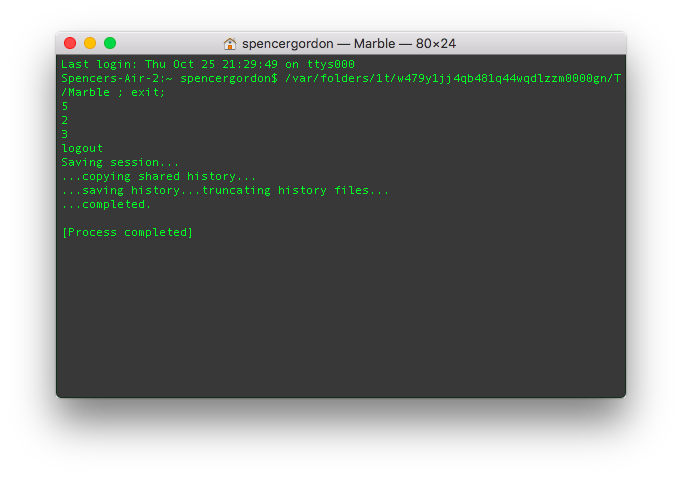 spencergordon — Marble — 80×24
Last login: Thu Oct 25 21:29:49 on ttys000
Spencers-Air-2:~ spencergordon$ /var/folders/1t/w479y1jj4qb481q44wqdlzzm0000gn/T
/Marble ; exit;
5
2
3
logout
Saving session...
...copying shared history...
...saving history...truncating history files...
...completed.
[Process completed]